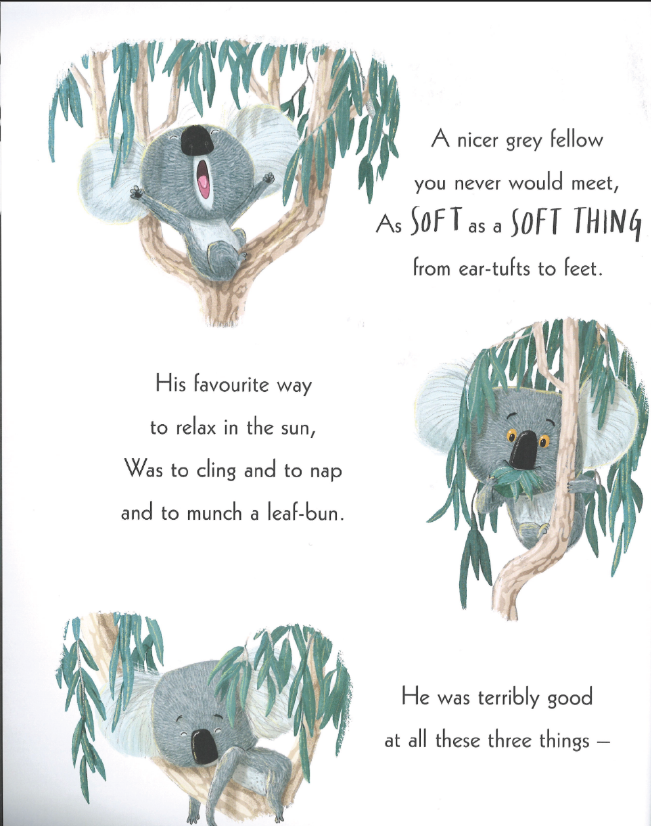 A nicer grey fellow
you never would meet,
As SOFT as a SOFT THING
from ear-tufts to feet.
His favourite way
to relax in the sun,
Was to cling and to nap
and to munch a leaf-bun.
He was terribly good
at all these three things –